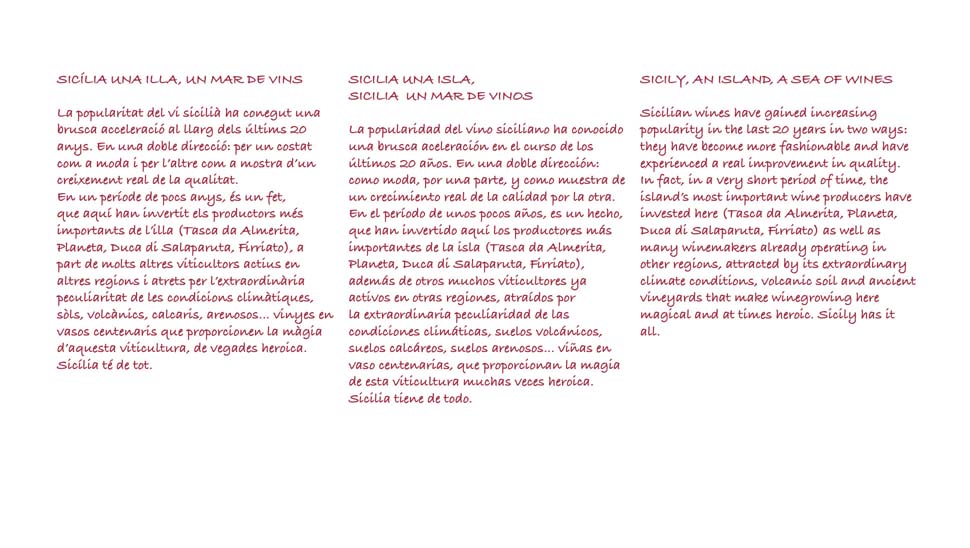 SICÍLIA UNA ILLA, UN MAR DE VINS
La popularitat del vi sicilià ha conegut una
brusca acceleració al llarg dels últims 20
anys. En una doble direcció: per un costat
com a moda i per l’altre com a mostra d’un
creixement real de la qualitat.
En un període de pocs anys, és un fet,
que aquí han invertit els productors més
importants de l’illa (Tasca da Almerita,
Planeta, Duca di Salaparuta, Firriato), a
part de molts altres viticultors actius en
altres regions i atrets per l’extraordinària
peculiaritat de les condicions climàtiques,
sòls, volcànics, calcaris, arenosos... vinyes en
vasos centenaris que proporcionen la màgia
d’aquesta viticultura, de vegades heroica.
Sicília té de tot.
SICILIA UNA ISLA,
SICILIA UN MAR DE VINOS
La popularidad del vino siciliano ha conocido
una brusca aceleración en el curso de los
últimos 20 años. En una doble dirección:
como moda, por una parte, y como muestra de
un crecimiento real de la calidad por la otra.
En el período de unos pocos años, es un hecho,
que han invertido aquí los productores más
importantes de la isla (Tasca da Almerita,
Planeta, Duca di Salaparuta, Firriato),
además de otros muchos viticultores ya
activos en otras regiones, atraídos por
la extraordinaria peculiaridad de las
condiciones climáticas, suelos volcánicos,
suelos calcáreos, suelos arenosos... viñas en
vaso centenarias, que proporcionan la magia
de esta viticultura muchas veces heroica.
Sicilia tiene de todo.
SICILY, AN ISLAND, A SEA OF WINES
Sicilian wines have gained increasing
popularity in the last 20 years in two ways:
they have become more fashionable and have
experienced a real improvement in quality.
In fact, in a very short period of time, the
island’s most important wine producers have
invested here (Tasca da Almerita, Planeta,
Duca di Salaparuta, Firriato) as well as
many winemakers already operating in
other regions, attracted by its extraordinary
climate conditions, volcanic soil and ancient
vineyards that make winegrowing here
magical and at times heroic. Sicily has it
all.